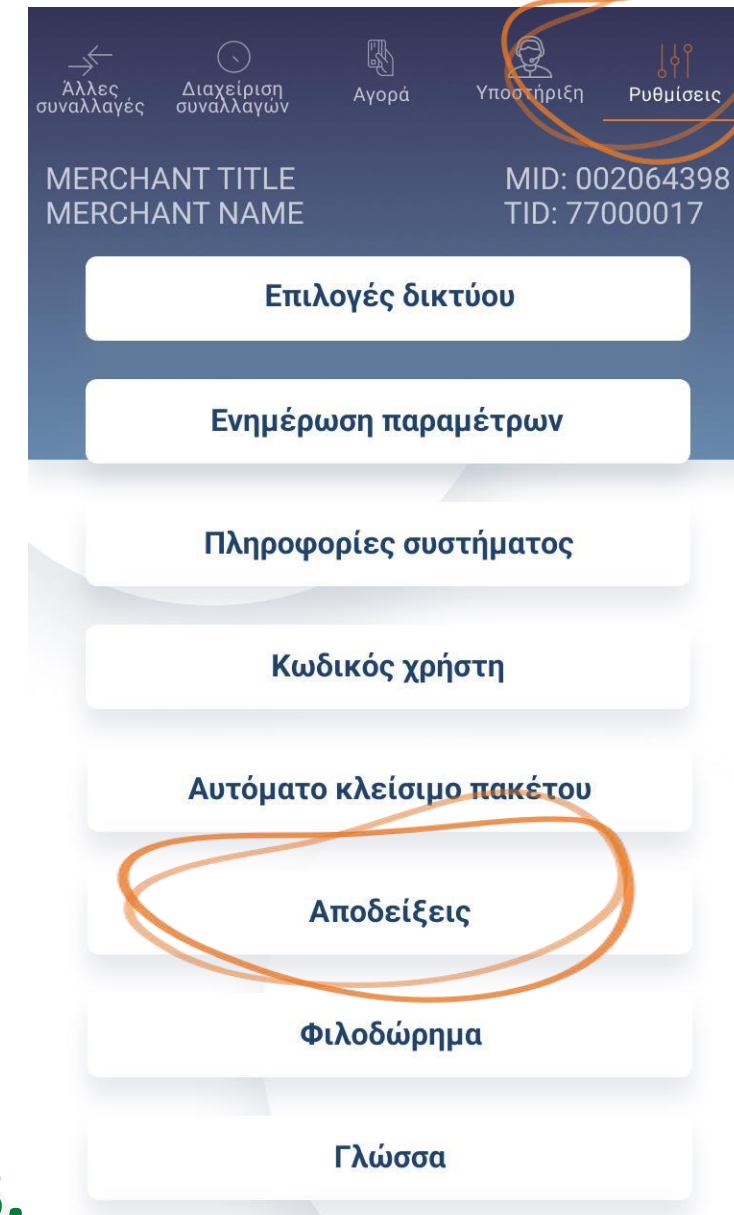 Άλλες συναλλαγές
Διαχείριση συναλλαγών
Αγορά
Υποστήριξη
Ρυθμίσεις
MERCHANT TITLE MID: 002064398
MERCHANT NAME TID: 77000017
Επιλογές δικτύου
Ενημέρωση παραμέτρων
Πληροφορίες συστήματος
Κωδικός χρήστη
Αυτόματο κλείσιμο πακέτου
Αποδείξεις
Φιλοδώρημα
Γλώσσα